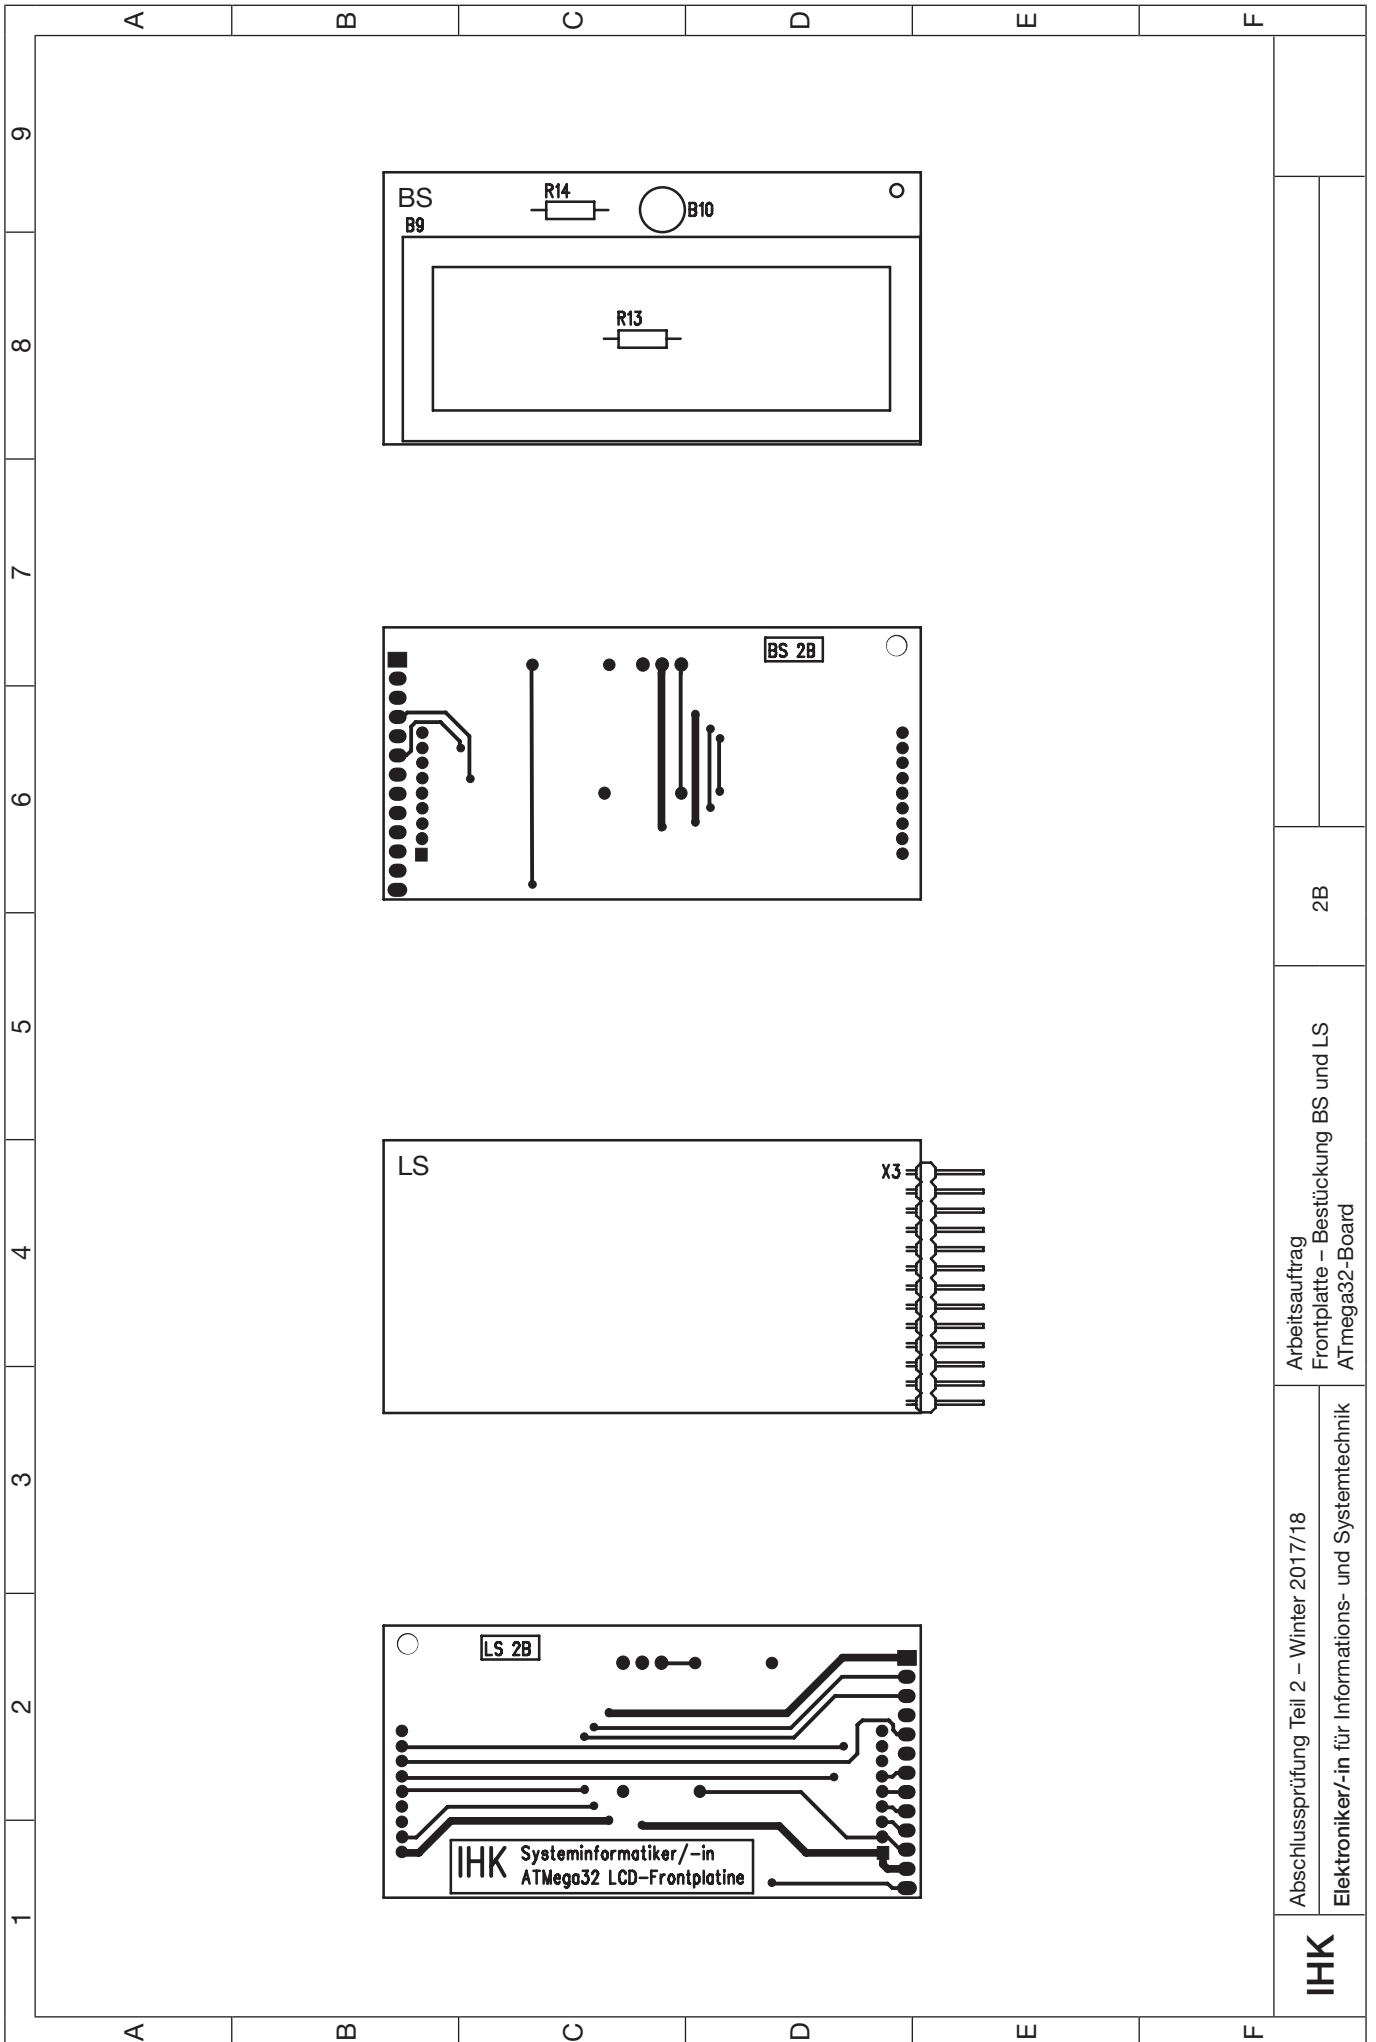 A B C D E F
9
BS
R14
B10
B9
R13
8
7
BS 2B
6
5
LS
X3
4
3
LS 2B
2
IHK Systeminformatiker/-in
ATMega32 LCD-Frontplatine
1
A B C D E F
IHK
Abschlussprüfung Teil 2 – Winter 2017/18
Elektroniker/-in für Informations- und Systemtechnik
Arbeitsauftrag
Frontplatte – Bestückung BS und LS
ATmega32-Board
2B